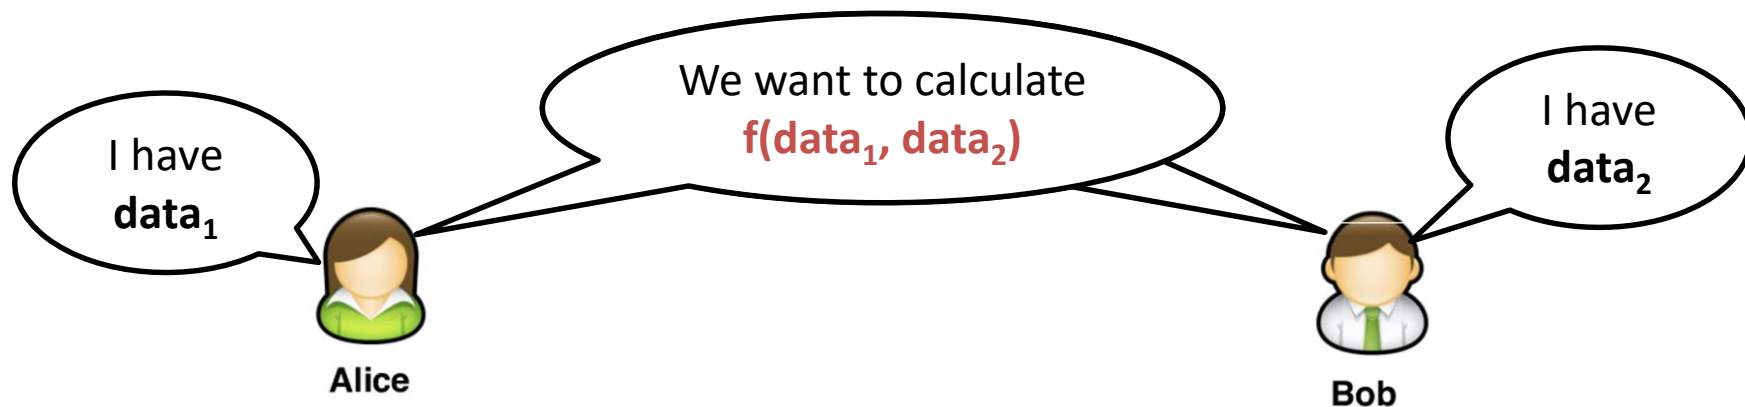 We want to calculate
f(data₁, data₂)
I have
data₁
I have
data₂
Alice
Bob